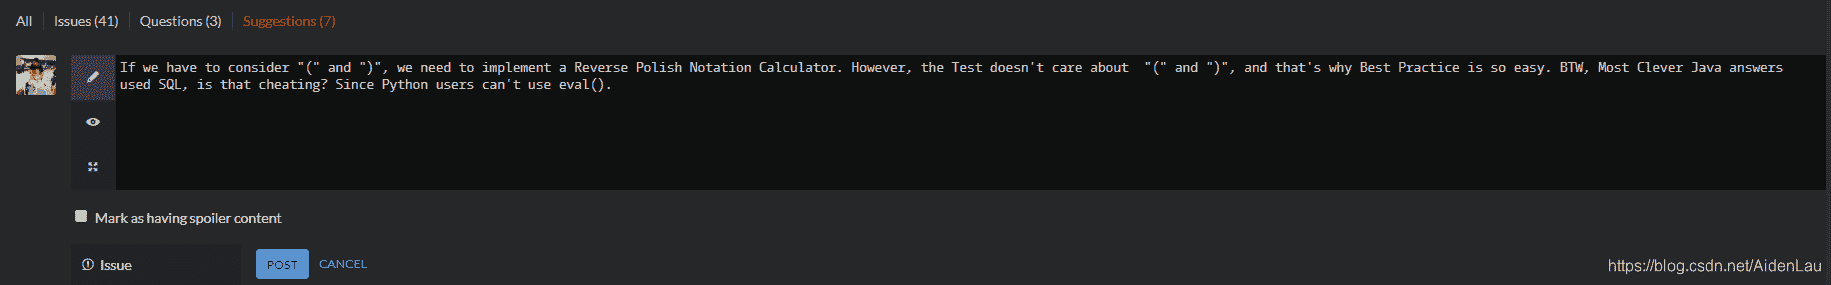 All Issues (41) Questions (3) Suggestions (7)
If we have to consider "(" and ")", we need to implement a Reverse Polish Notation Calculator. However, the Test doesn't care about  "(" and ")", and that's why Best Practice is so easy. BTW, Most Clever Java answers
used SQL, is that cheating? Since Python users can't use eval().
Mark as having spoiler content
Issue POST CANCEL
https://blog.csdn.net/AidenLau